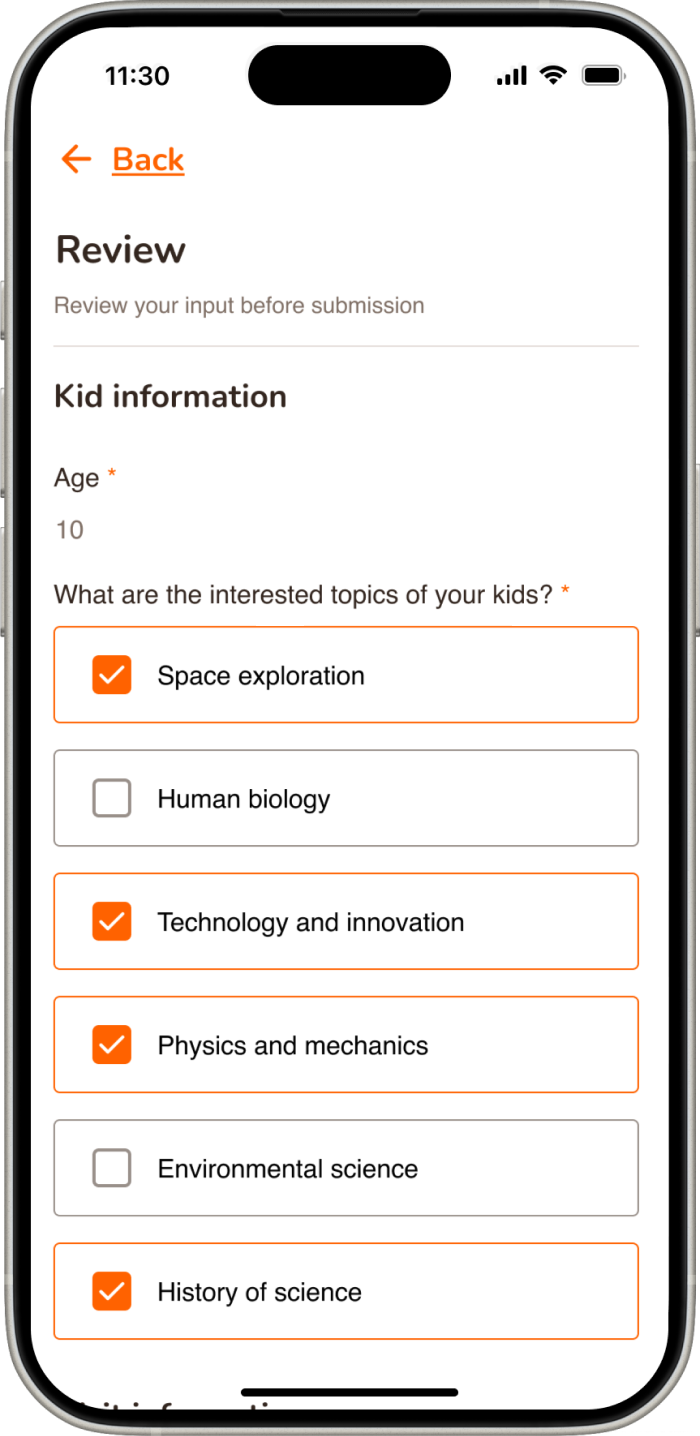 11:30
Back
Review
Review your input before submission
Kid information
Age *
10
What are the interested topics of your kids? *
Space exploration
Human biology
Technology and innovation
Physics and mechanics
Environmental science
History of science